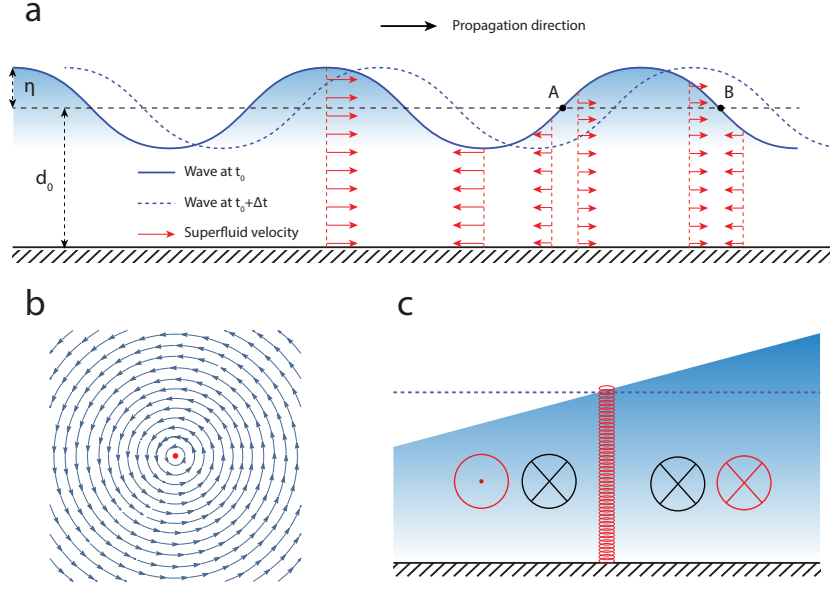 a
Propagation direction
η
A
B
d₀
Wave at t₀
Wave at t₀+Δt
Superfluid velocity
b
c